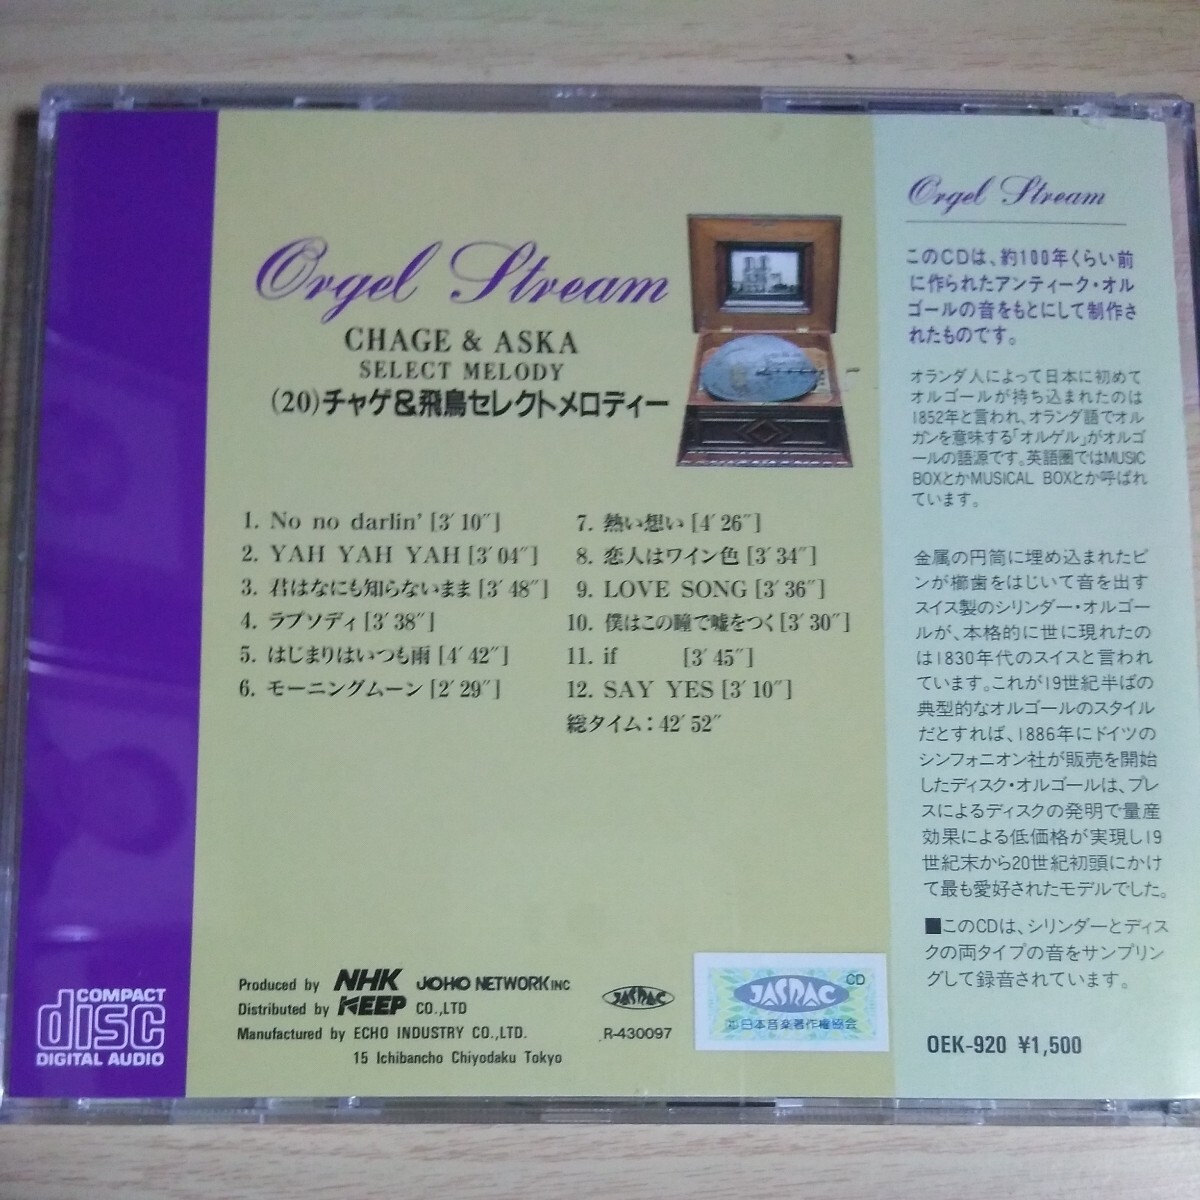 Orgel Stream
CHAGE & ASKA
SELECT MELODY
(20)チャゲ&飛鳥セレクトメロディー
1. No no darlin' [3′10″]
2. YAH YAH YAH [3′04″]
3. 君はなにも知らないまま [3′48″]
4. ラプソディ [3′38″]
5. はじまりはいつも雨 [4′42″]
6. モーニングムーン [2′29″]
7. 熱い想い [4′26″]
8. 恋人はワイン色 [3′34″]
9. LOVE SONG [3′36″]
10. 僕はこの瞳で嘘をつく [3′30″]
11. if [3′45″]
12. SAY YES [3′10″]
総タイム：42′52″
COMPACT
disc
DIGITAL AUDIO
Produced by NHK JOHO NETWORK INC
Distributed by KEEP CO.,LTD
Manufactured by ECHO INDUSTRY CO.,LTD.
15 Ichibancho Chiyodaku Tokyo
JASRAC
R-430097
JASRAC CD
日本音楽著作権協会
Orgel Stream
このCDは、約100年くらい前
に作られたアンティーク・オル
ゴールの音をもとにして制作さ
れたものです。
オランダ人によって日本に初めて
オルゴールが持ち込まれたのは
1852年と言われ、オランダ語でオル
ガンを意味する「オルゲル」がオルゴ
ールの語源です。英語圏ではMUSIC
BOXとかMUSICAL BOXとか呼ばれ
ています。
金属の円筒に埋め込まれたピ
ンが櫛歯をはじいて音を出す
スイス製のシリンダー・オルゴー
ルが、本格的に世に現れたの
は1830年代のスイスと言われ
ています。これが19世紀半ばの
典型的なオルゴールのスタイル
だとすれば、1886年にドイツの
シンフォニオン社が販売を開始
したディスク・オルゴールは、プレ
スによるディスクの発明で量産
効果による低価格が実現し19
世紀末から20世紀初頭にかけ
て最も愛好されたモデルでした。
■このCDは、シリンダーとディス
クの両タイプの音をサンプリン
グして録音されています。
OEK-920 ¥1,500